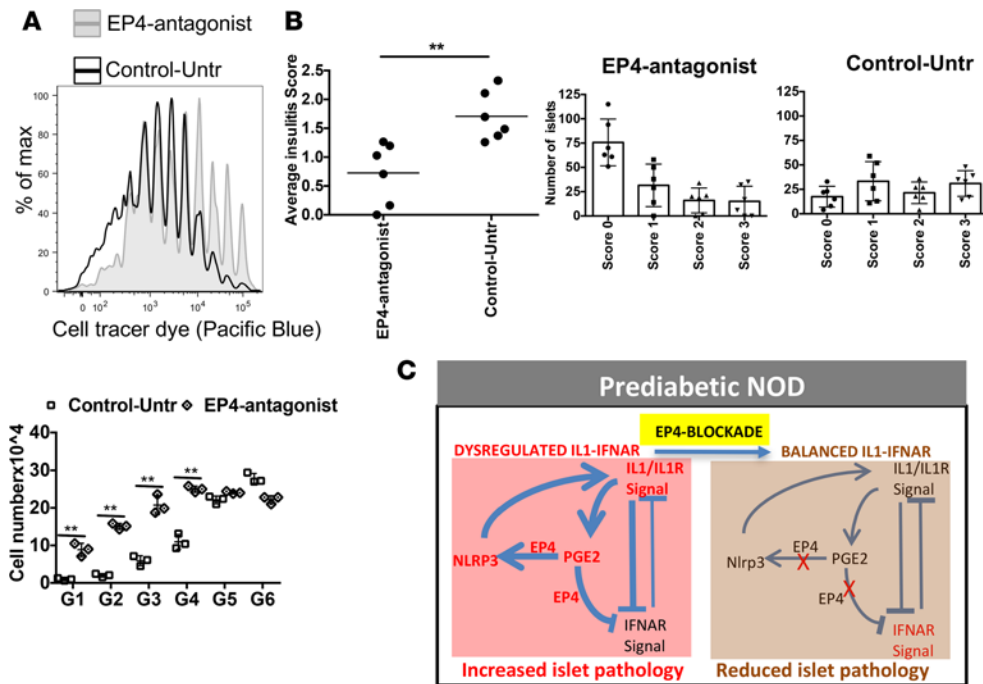 A
EP4-antagonist
Control-Untr
% of max
100
80
60
40
20
0
0 10^2 10^3 10^4 10^5
Cell tracer dye (Pacific Blue)
Control-Untr EP4-antagonist
Cell numberx10^4
40
30
20
10
0
** ** ** **
G1 G2 G3 G4 G5 G6
B
**
Average insulitis Score
2.5
2.0
1.5
1.0
0.5
0.0
EP4-antagonist
Control-Untr
EP4-antagonist
Number of islets
125
100
75
50
25
0
Score 0
Score 1
Score 2
Score 3
Control-Untr
125
100
75
50
25
0
Score 0
Score 1
Score 2
Score 3
C
Prediabetic NOD
EP4-BLOCKADE
DYSREGULATED IL1-IFNAR
BALANCED IL1-IFNAR
IL1/IL1R
Signal
NLRP3
EP4
PGE2
EP4
IFNAR
Signal
Increased islet pathology
IL1/IL1R
Signal
Nlrp3
EP4
X
PGE2
EP4
X
IFNAR
Signal
Reduced islet pathology